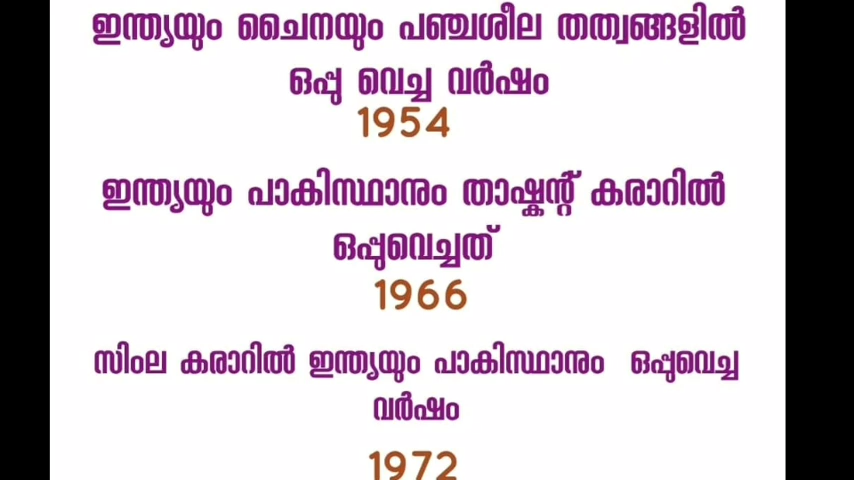 ഇന്ത്യയും ചൈനയും പഞ്ചശീല തത്വങ്ങളിൽ
ഒപ്പു വെച്ച വർഷം
1954
ഇന്ത്യയും പാകിസ്ഥാനും താഷ്കന്റ് കരാറിൽ
ഒപ്പുവെച്ചത്
1966
സിംല കരാറിൽ ഇന്ത്യയും പാകിസ്ഥാനും ഒപ്പുവെച്ച
വർഷം
1972